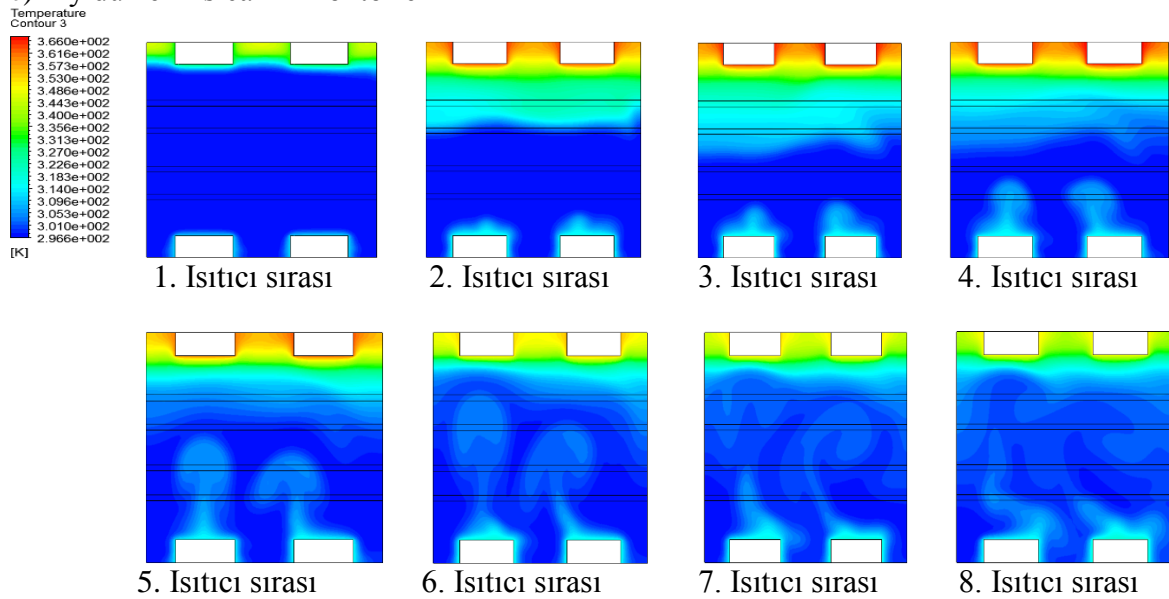 Temperature
Contour 3
3.660e+002
3.616e+002
3.573e+002
3.530e+002
3.486e+002
3.443e+002
3.400e+002
3.356e+002
3.313e+002
3.270e+002
3.226e+002
3.183e+002
3.140e+002
3.096e+002
3.053e+002
3.010e+002
2.966e+002
[K]
1. Isıtıcı sırası
2. Isıtıcı sırası
3. Isıtıcı sırası
4. Isıtıcı sırası
5. Isıtıcı sırası
6. Isıtıcı sırası
7. Isıtıcı sırası
8. Isıtıcı sırası